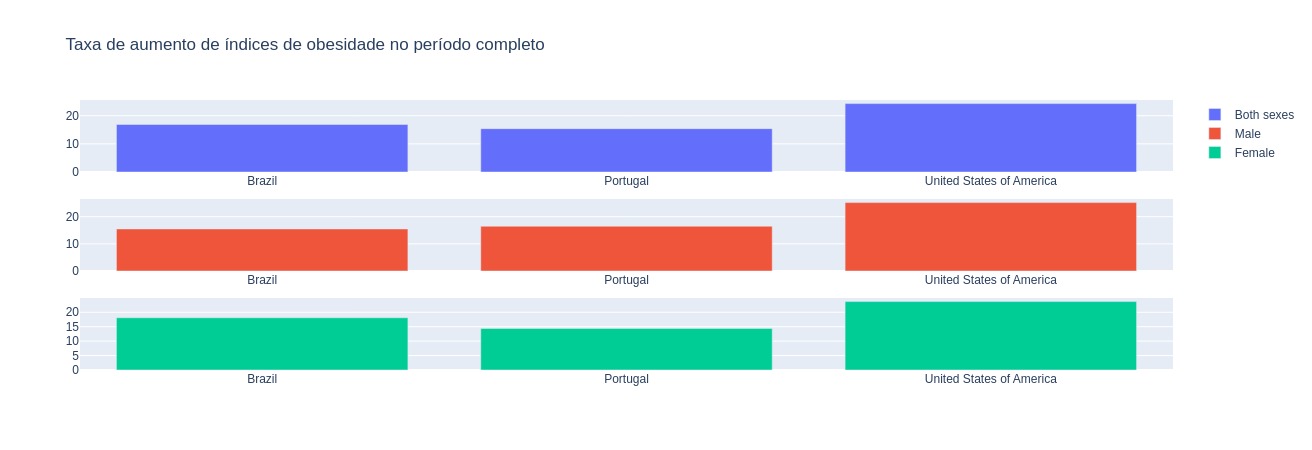 Taxa de aumento de índices de obesidade no período completo
20
10
0
Brazil Portugal United States of America
20
10
0
Brazil Portugal United States of America
20
15
10
5
0
Brazil Portugal United States of America
Both sexes
Male
Female